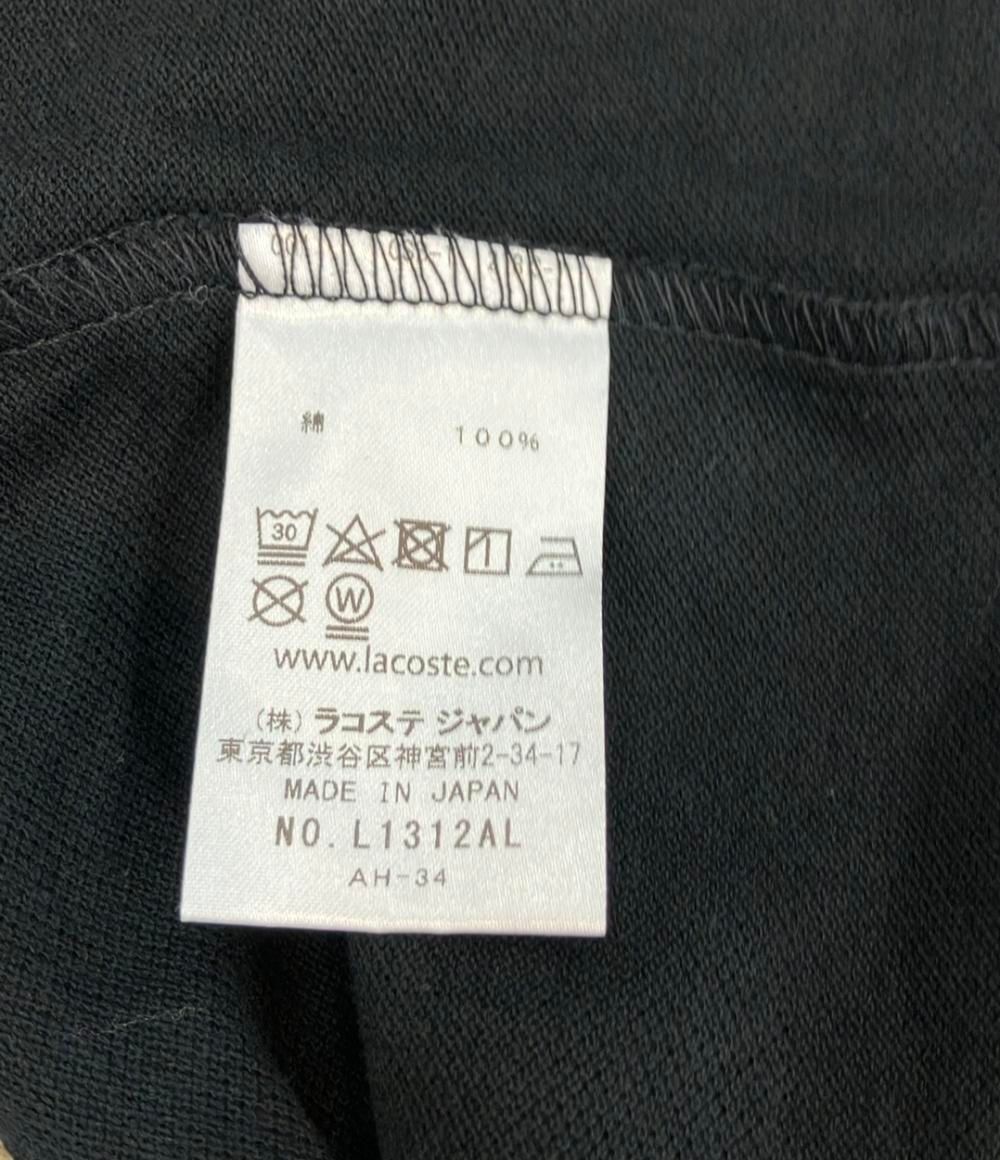 綿 100%
30
W
www.lacoste.com
(株) ラコステ ジャパン
東京都渋谷区神宮前2-34-17
MADE IN JAPAN
NO. L1312AL
AH-34